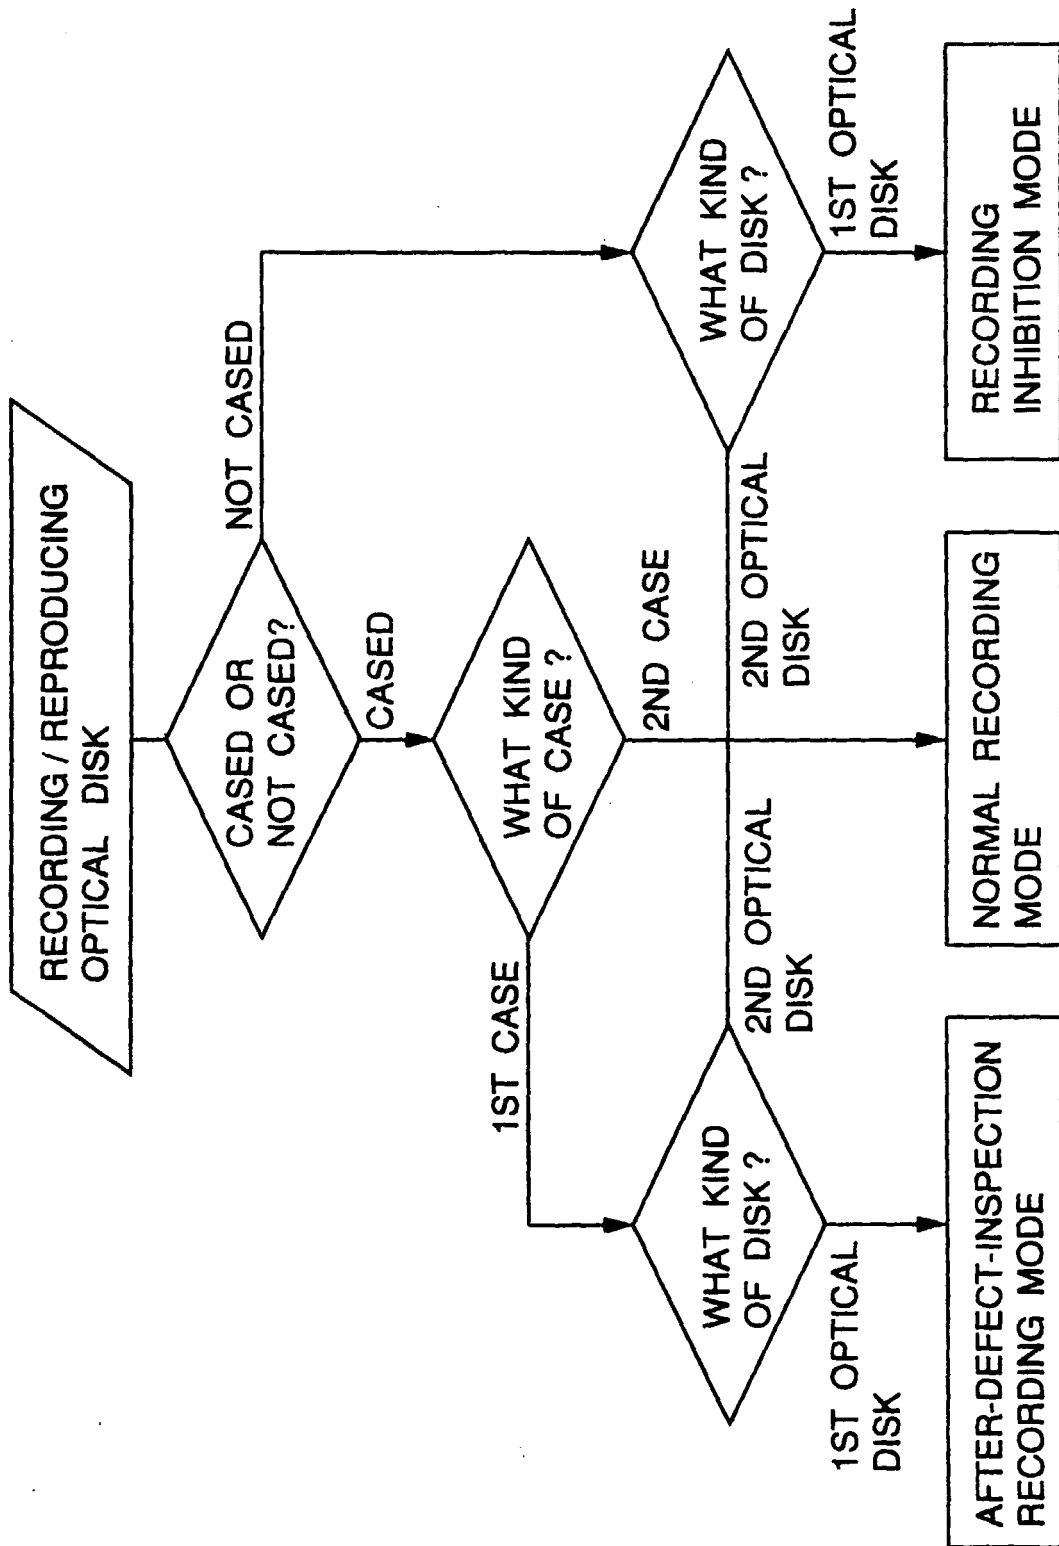 RECORDING / REPRODUCING
OPTICAL DISK
CASED OR
NOT CASED?
NOT CASED
CASED
WHAT KIND
OF CASE ?
1ST CASE
2ND CASE
WHAT KIND
OF DISK ?
2ND OPTICAL
DISK
2ND OPTICAL
DISK
WHAT KIND
OF DISK ?
1ST OPTICAL
DISK
1ST OPTICAL
DISK
AFTER-DEFECT-INSPECTION
RECORDING MODE
NORMAL RECORDING
MODE
RECORDING
INHIBITION MODE